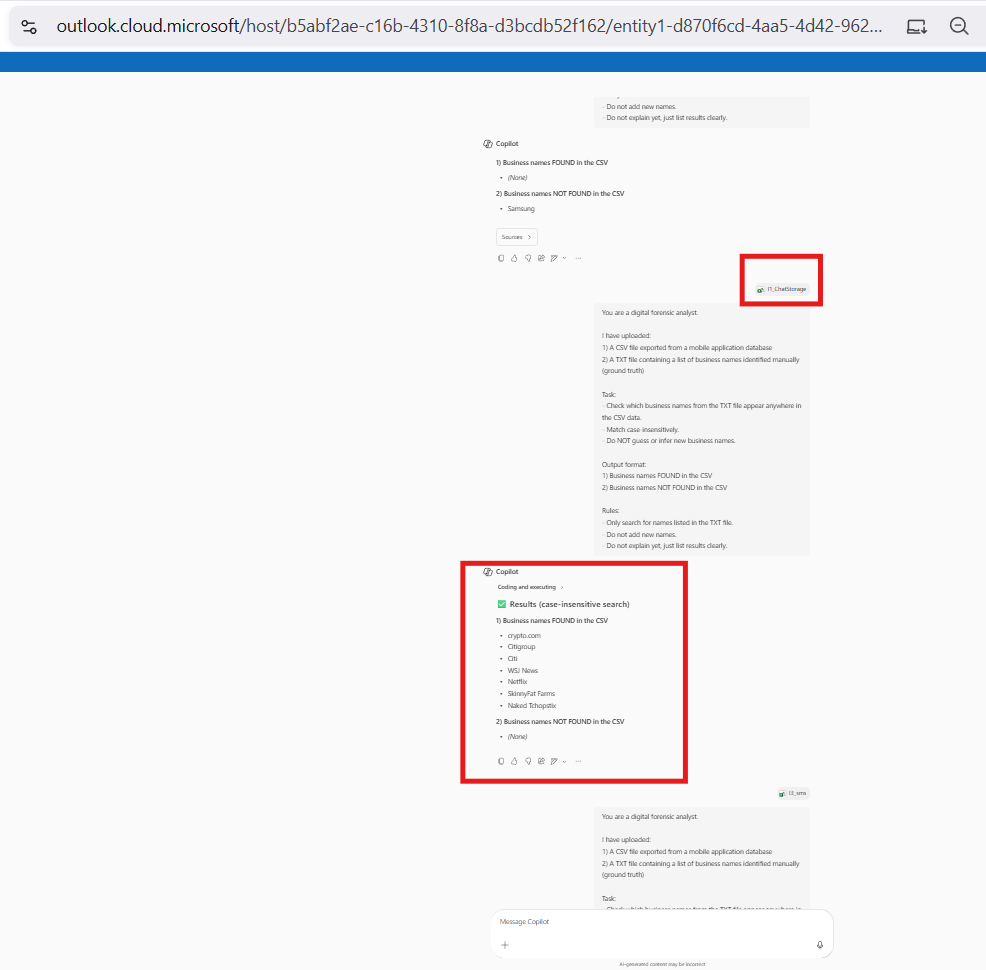 outlook.cloud.microsoft/host/b5abf2ae-c16b-4310-8f8a-d3bcdb52f162/entity1-d870f6cd-4aa5-4d42-962...
- Do not add new names.
- Do not explain yet, just list results clearly.
Copilot
1) Business names FOUND in the CSV
• (None)
2) Business names NOT FOUND in the CSV
• Samsung
Sources >
I1_ChatStorage
You are a digital forensic analyst.
I have uploaded:
1) A CSV file exported from a mobile application database
2) A TXT file containing a list of business names identified manually
(ground truth)
Task:
- Check which business names from the TXT file appear anywhere in
the CSV data.
- Match case-insensitively.
- Do NOT guess or infer new business names.
Output format:
1) Business names FOUND in the CSV
2) Business names NOT FOUND in the CSV
Rules:
- Only search for names listed in the TXT file.
- Do not add new names.
- Do not explain yet, just list results clearly.
Copilot
Coding and executing >
✅ Results (case-insensitive search)
1) Business names FOUND in the CSV
• crypto.com
• Citigroup
• Citi
• WSJ News
• Netflix
• SkinnyFat Farms
• Naked Tchopstix
2) Business names NOT FOUND in the CSV
• (None)
I3_sms
You are a digital forensic analyst.
I have uploaded:
1) A CSV file exported from a mobile application database
2) A TXT file containing a list of business names identified manually
(ground truth)
Task:
Message Copilot
AI-generated content may be incorrect